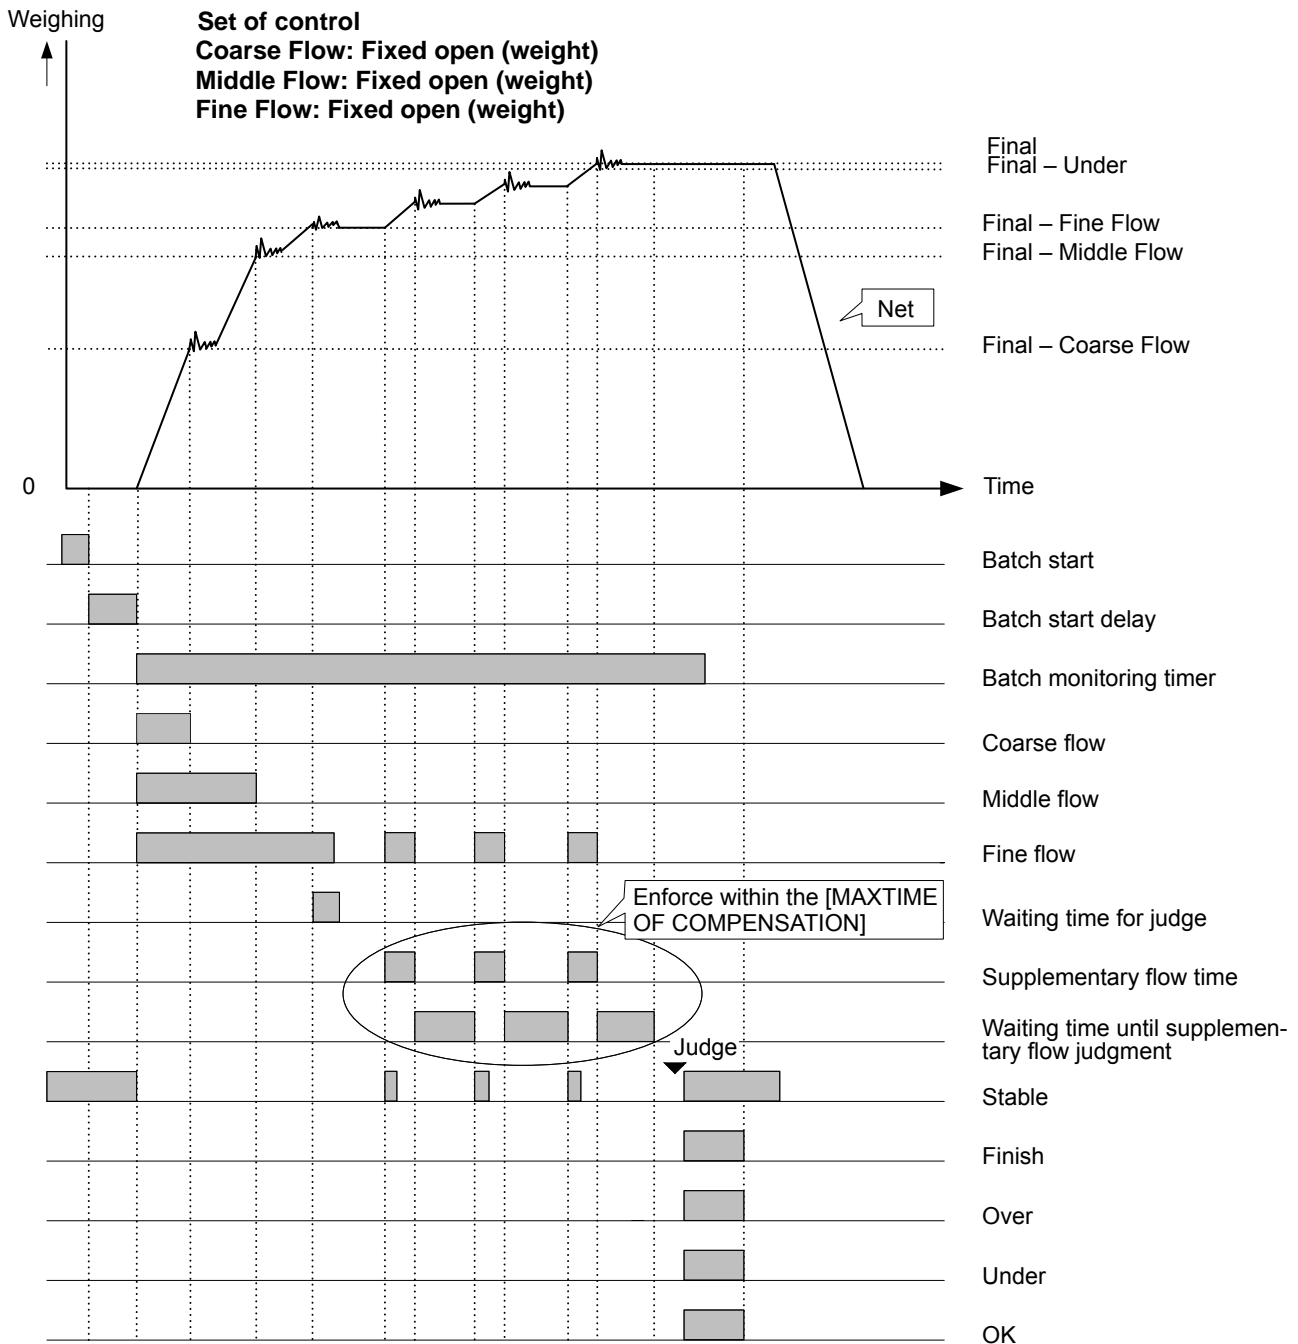 Weighing
Set of control
Coarse Flow: Fixed open (weight)
Middle Flow: Fixed open (weight)
Fine Flow: Fixed open (weight)
Final
Final – Under
Final – Fine Flow
Final – Middle Flow
Net
Final – Coarse Flow
0
Time
Batch start
Batch start delay
Batch monitoring timer
Coarse flow
Middle flow
Fine flow
Enforce within the [MAXTIME
OF COMPENSATION]
Waiting time for judge
Supplementary flow time
Waiting time until supplemen-
tary flow judgment
Judge
Stable
Finish
Over
Under
OK